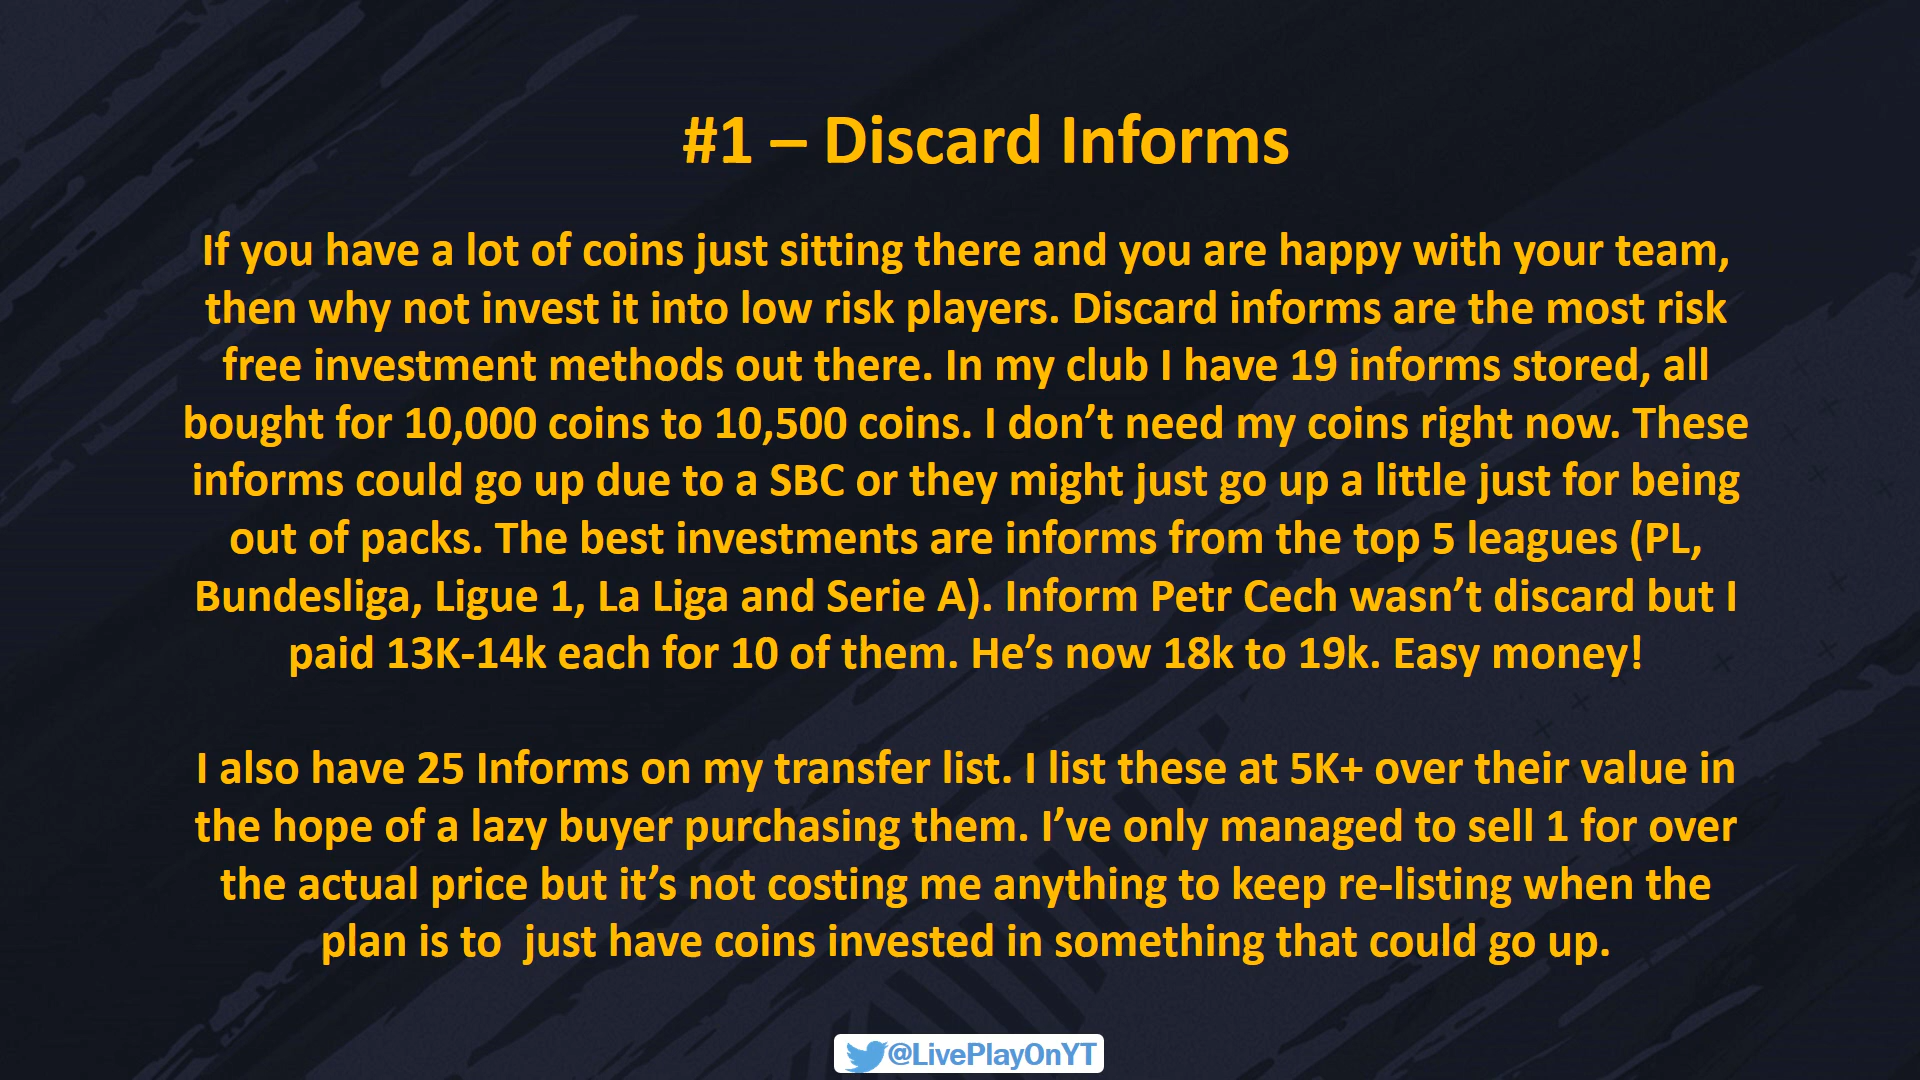 #1 – Discard Informs
If you have a lot of coins just sitting there and you are happy with your team,
then why not invest it into low risk players. Discard informs are the most risk
free investment methods out there. In my club I have 19 informs stored, all
bought for 10,000 coins to 10,500 coins. I don’t need my coins right now. These
informs could go up due to a SBC or they might just go up a little just for being
out of packs. The best investments are informs from the top 5 leagues (PL,
Bundesliga, Ligue 1, La Liga and Serie A). Inform Petr Cech wasn’t discard but I
paid 13K-14k each for 10 of them. He’s now 18k to 19k. Easy money!
I also have 25 Informs on my transfer list. I list these at 5K+ over their value in
the hope of a lazy buyer purchasing them. I’ve only managed to sell 1 for over
the actual price but it’s not costing me anything to keep re-listing when the
plan is to  just have coins invested in something that could go up.
@LivePlayOnYT